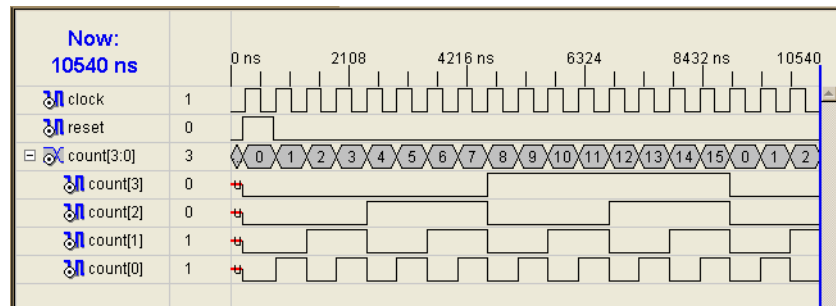 Now:
10540 ns
0 ns 2108 4216 ns 6324 8432 ns 10540
clock 1
reset 0
count[3:0] 3 0 1 2 3 4 5 6 7 8 9 10 11 12 13 14 15 0 1 2
count[3] 0 U
count[2] 0 U
count[1] 1 U
count[0] 1 U